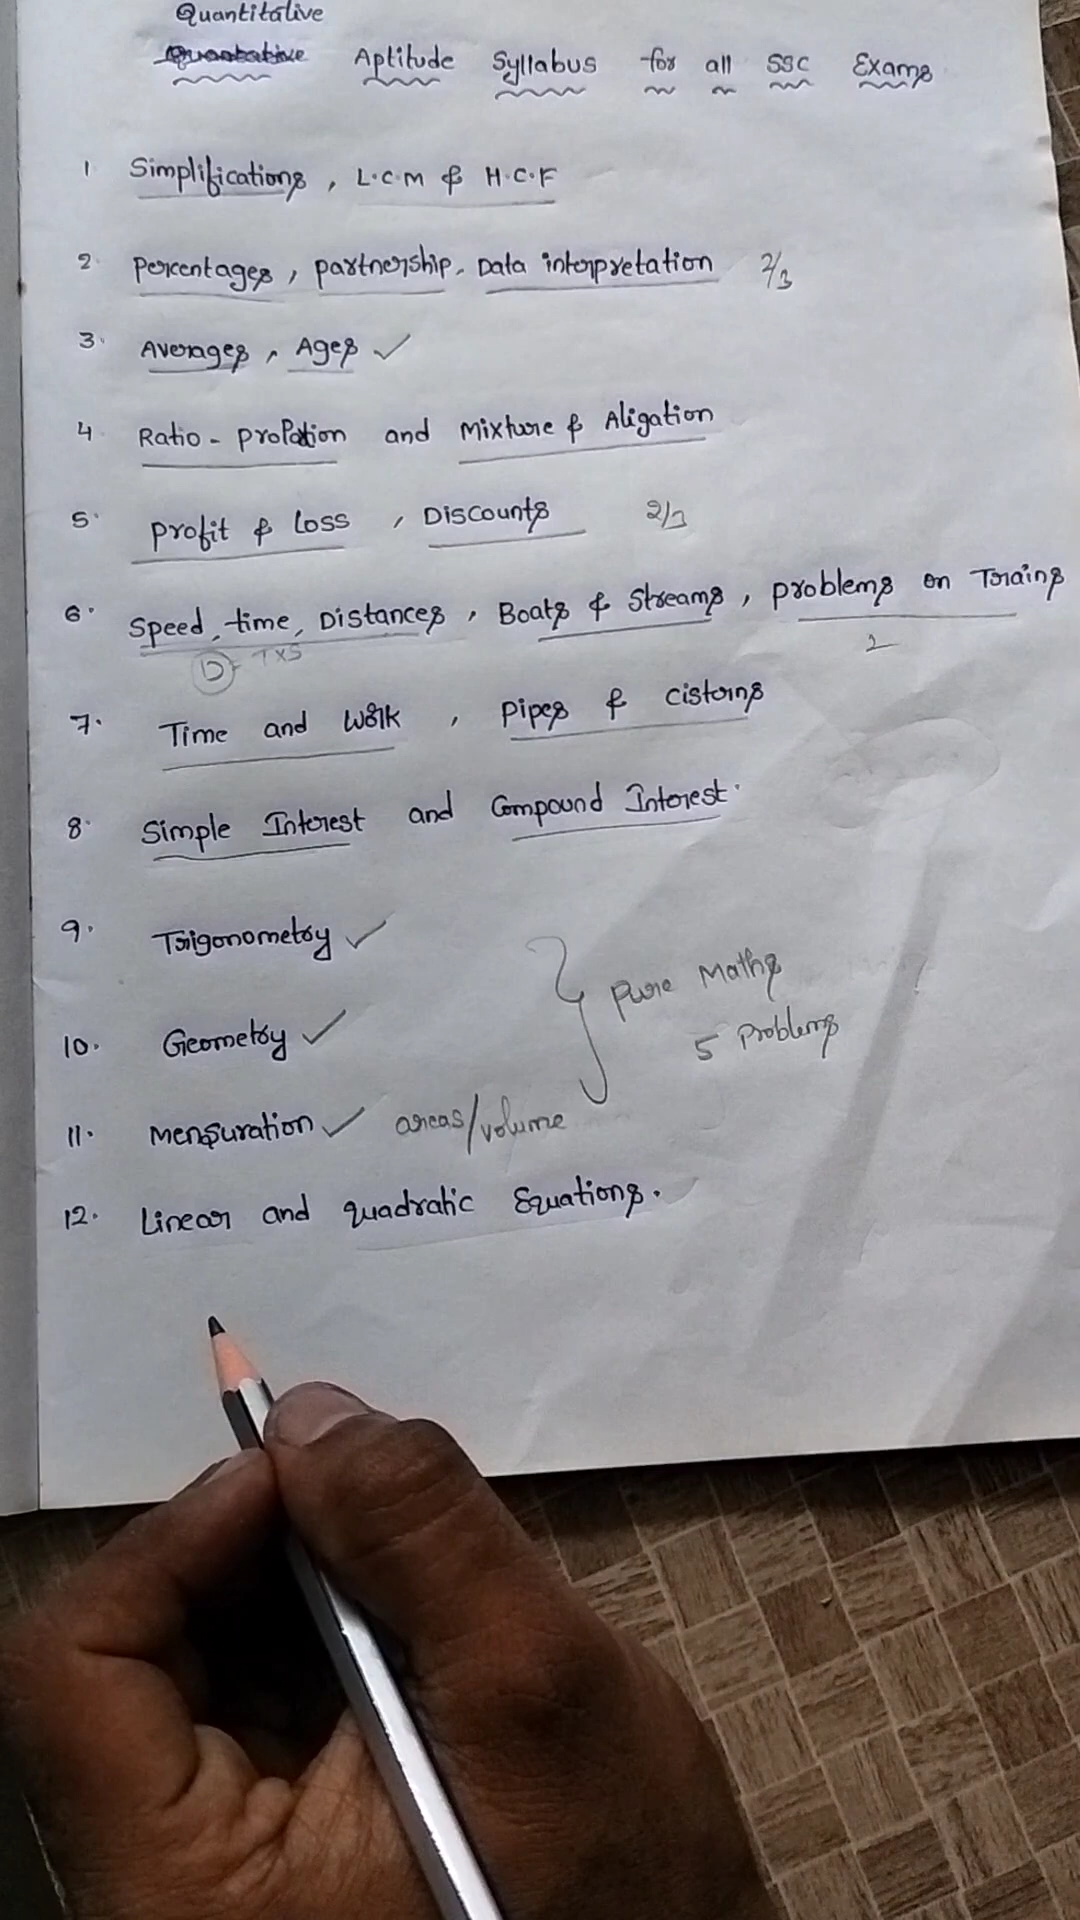 Quantitative
Aptitude Syllabus for all SSC Exams
1 Simplifications, L.C.M & H.C.F
2. Percentages, partnership, Data interpretation 2/3
3. Averages, Ages ✓
4 Ratio - propotion and Mixture & Aligation
5. Profit & Loss, Discounts 2/3
6. Speed, time, Distances, Boats & Streams, problems on Trains
D = T×S 2
7. Time and Work, Pipes & cisterns
8. Simple Interest and Compound Interest.
9. Trigonometry ✓
} pure Maths
10. Geometry ✓ 5 Problems
11. Mensuration ✓ areas/volume
12. Linear and quadratic Equations.